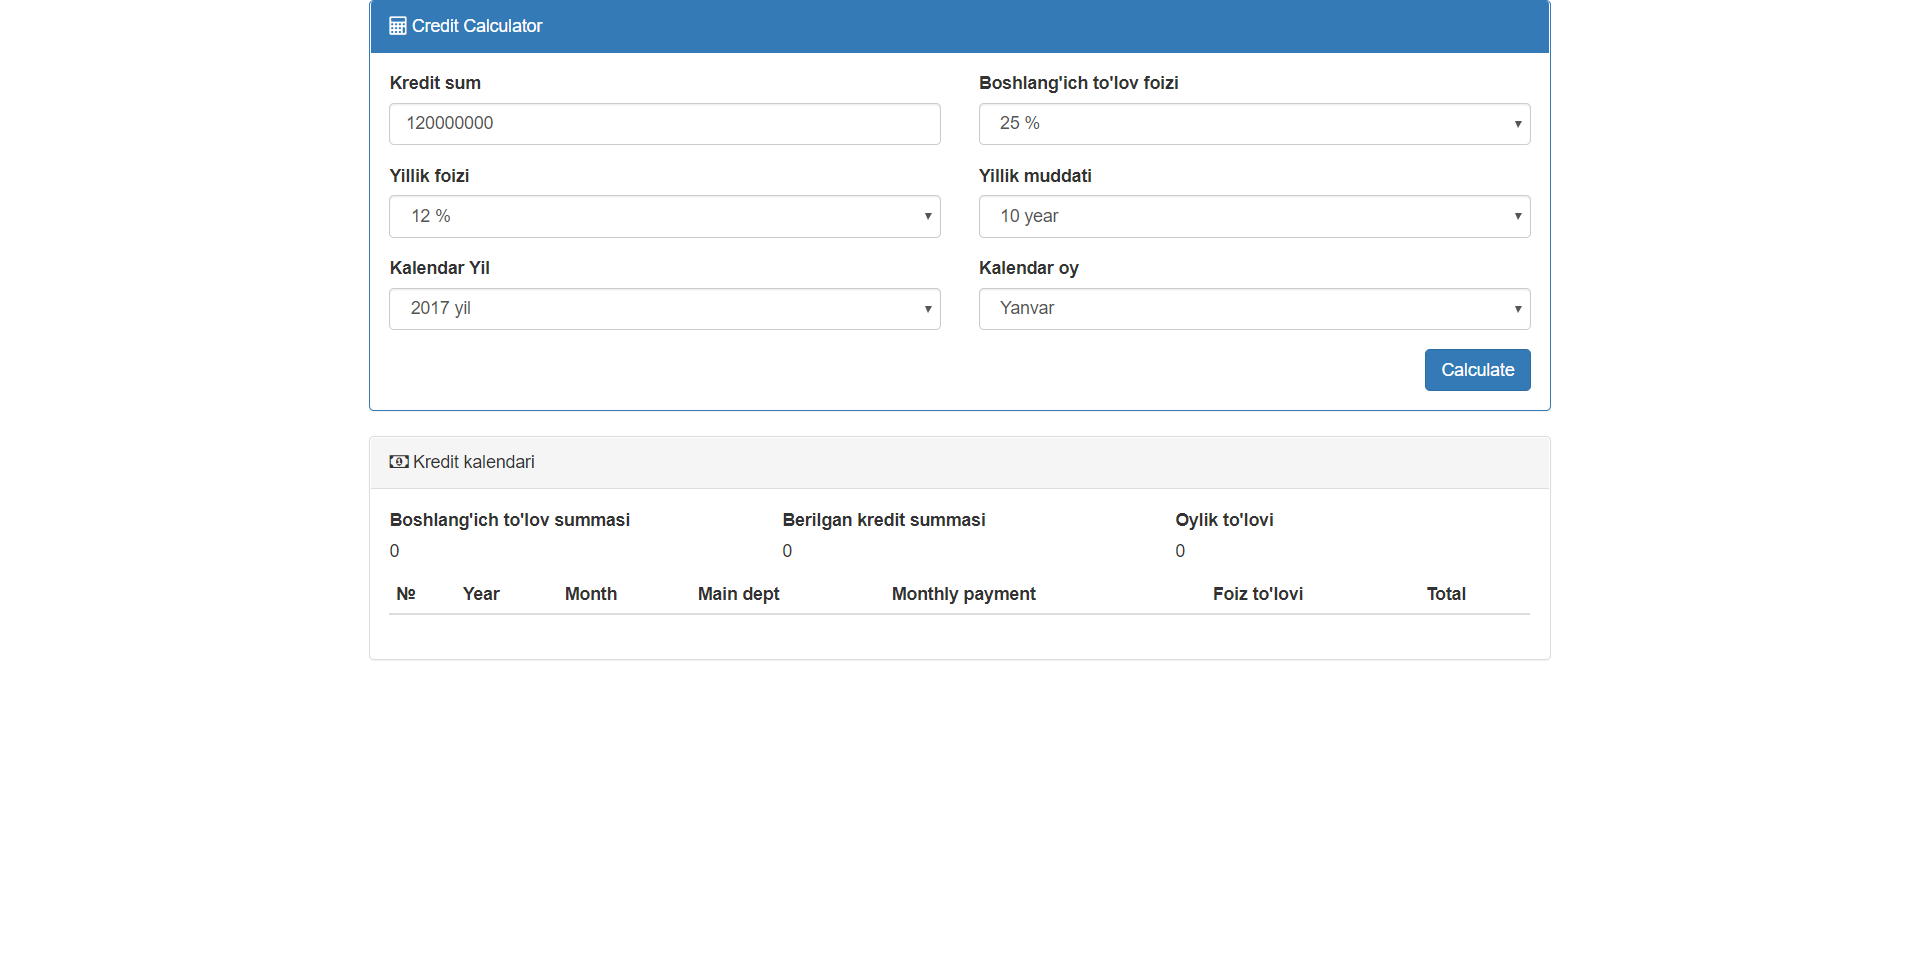 Credit Calculator
Kredit sum
Boshlang'ich to'lov foizi
120000000
25 %
Yillik foizi
Yillik muddati
12 %
10 year
Kalendar Yil
Kalendar oy
2017 yil
Yanvar
Calculate
Kredit kalendari
Boshlang'ich to'lov summasi
Berilgan kredit summasi
Oylik to'lovi
0
0
0
№ Year Month Main dept Monthly payment Foiz to'lovi Total